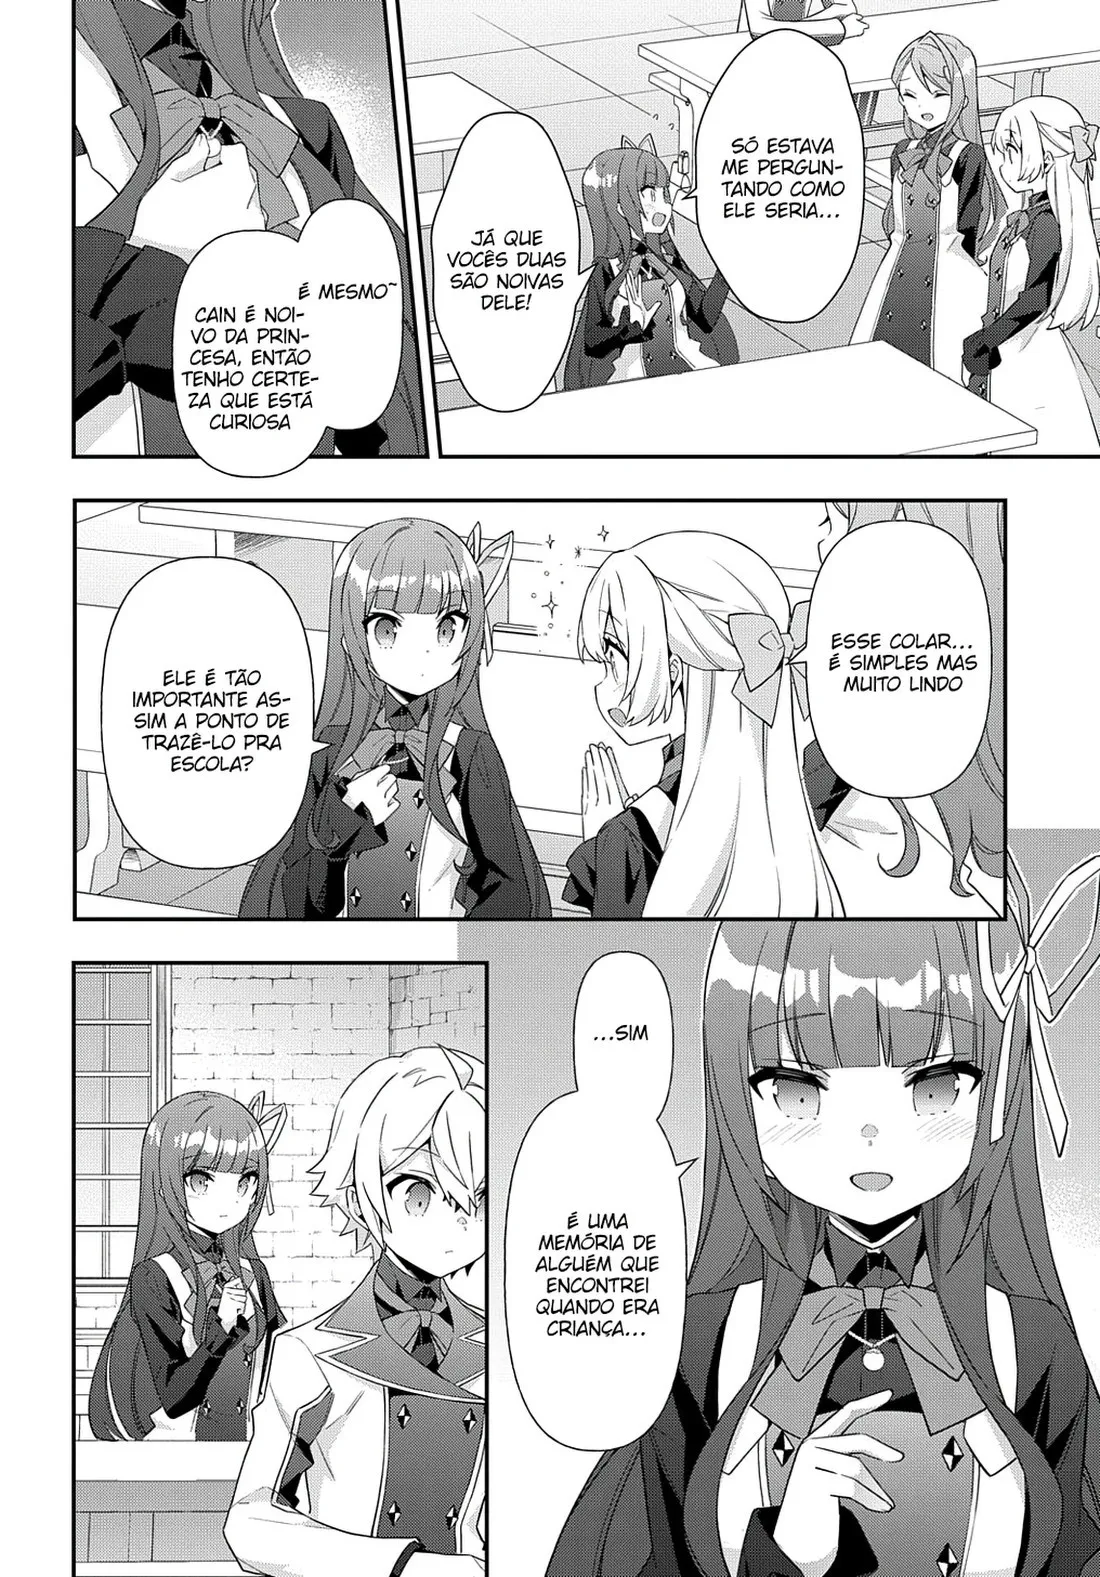 SÓ ESTAVA
ME PERGUN-
TANDO COMO
ELE SERIA...
JÁ QUE
VOCÊS DUAS
SÃO NOIVAS
DELE!
É MESMO~
CAIN É NOI-
VO DA PRIN-
CESA, ENTÃO
TENHO CERTE-
ZA QUE ESTÁ
CURIOSA
ESSE COLAR...
É SIMPLES MAS
MUITO LINDO
ELE É TÃO
IMPORTANTE AS-
SIM A PONTO DE
TRAZÊ-LO PRA
ESCOLA?
...SIM
É UMA
MEMÓRIA DE
ALGUÉM QUE
ENCONTREI
QUANDO ERA
CRIANÇA...